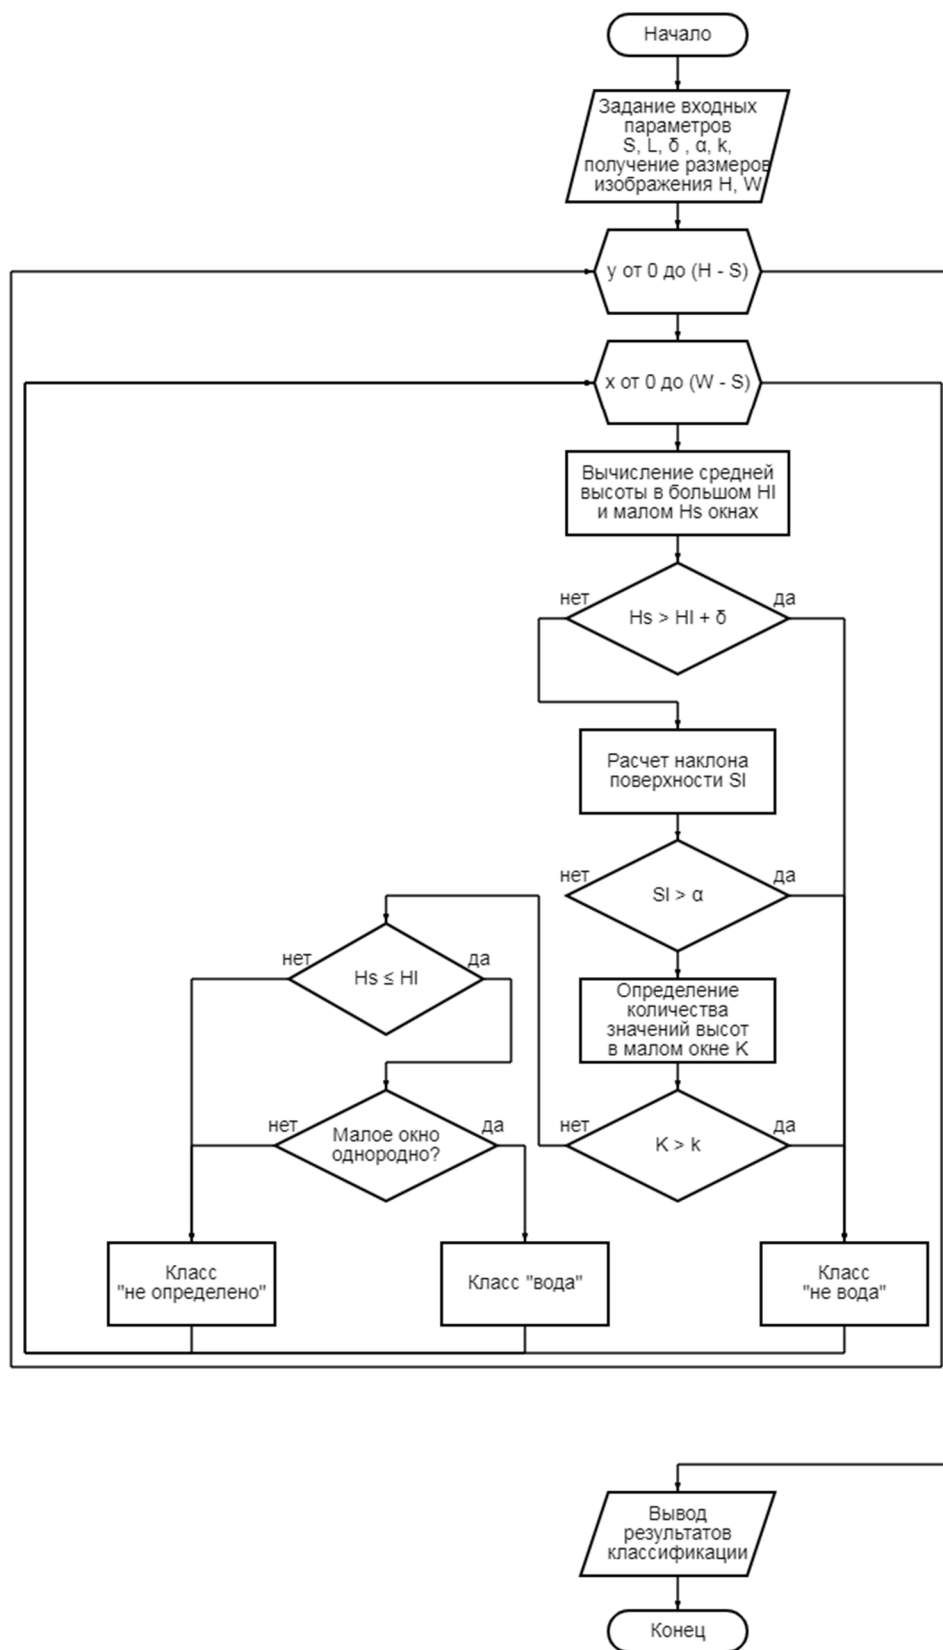 Начало
Задание входных
параметров
S, L, δ , α, k,
получение размеров
изображения H, W
y от 0 до (H - S)
x от 0 до (W - S)
Вычисление средней
высоты в большом Hl
и малом Hs окнах
нет
да
Hs > Hl + δ
Расчет наклона
поверхности Sl
нет
да
Sl > α
нет
да
Hs ≤ Hl
Определение
количества
значений высот
в малом окне K
нет
да
Малое окно
однородно?
нет
да
K > k
Класс
"не определено"
Класс "вода"
Класс
"не вода"
Вывод
результатов
классификации
Конец